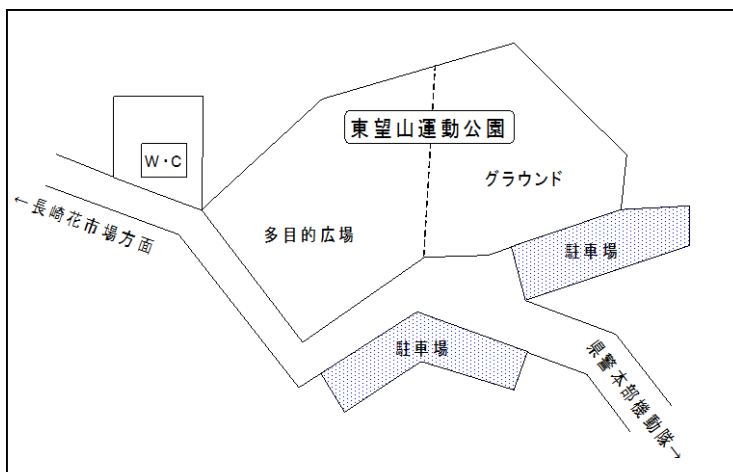 東望山運動公園
W・C
グラウンド
←長崎花市場方面
多目的広場
駐車場
駐車場
県警本部機動隊→